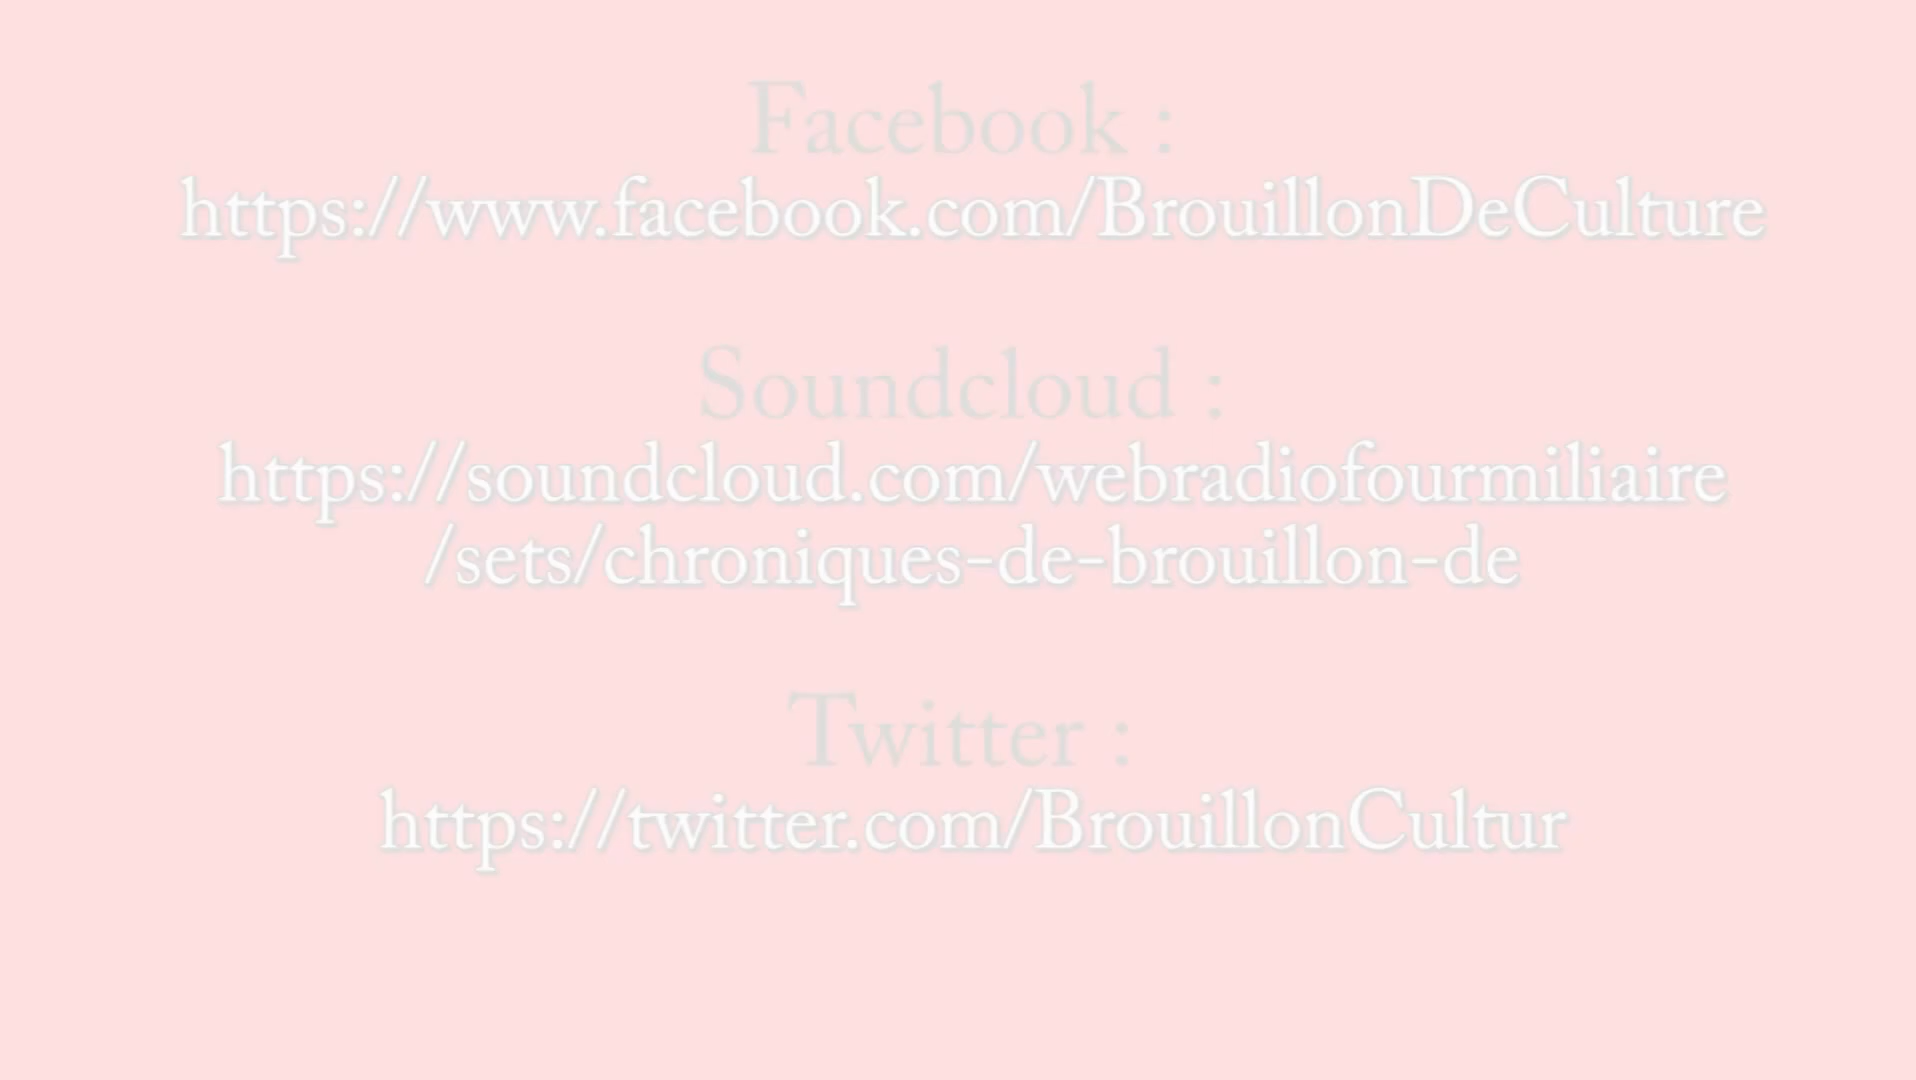 Facebook :
https://www.facebook.com/BrouillonDeCulture
Soundcloud :
https://soundcloud.com/webradiofourmiliaire
/sets/chroniques-de-brouillon-de
Twitter :
https://twitter.com/BrouillonCultur